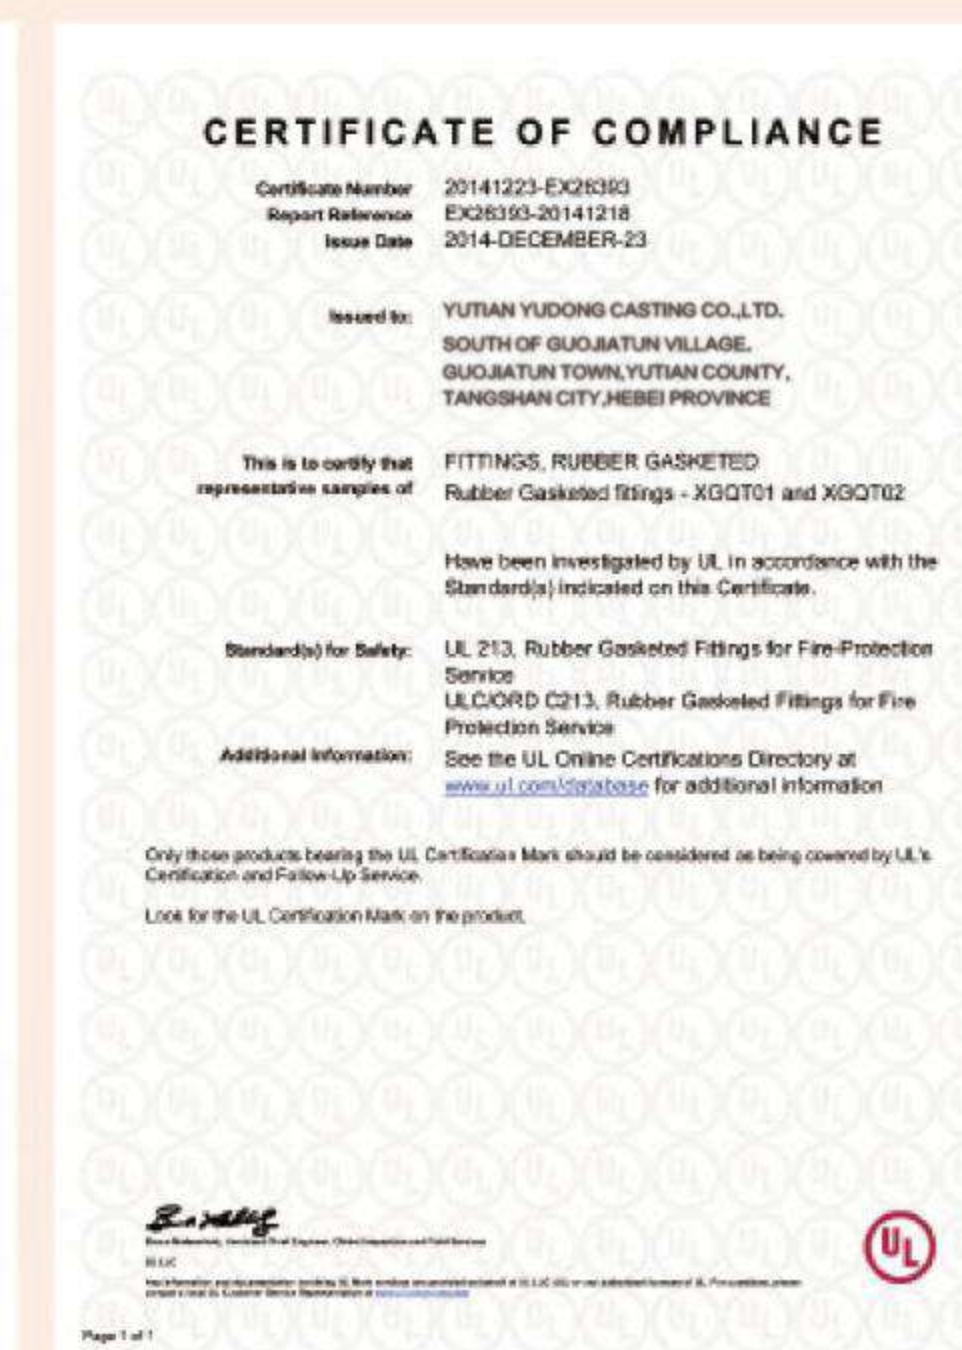 CERTIFICATE OF COMPLIANCE
Certificate Number 20141223-EX26393
Report Reference EX26393-20141218
Issue Date 2014-DECEMBER-23
Issued to: YUTIAN YUDONG CASTING CO.,LTD.
SOUTH OF GUOJIATUN VILLAGE,
GUOJIATUN TOWN,YUTIAN COUNTY,
TANGSHAN CITY,HEBEI PROVINCE
This is to certify that FITTINGS, RUBBER GASKETED
representative samples of Rubber Gasketed fittings - XGQT01 and XGQT02
Have been investigated by UL in accordance with the
Standard(s) indicated on this Certificate.
Standard(s) for Safety: UL 213, Rubber Gasketed Fittings for Fire-Protection
Service
ULC/ORD C213, Rubber Gasketed Fittings for Fire
Protection Service
Additional Information: See the UL Online Certifications Directory at
www.ul.com/database for additional information
Only those products bearing the UL Certification Mark should be considered as being covered by UL's
Certification and Follow-Up Service.
Look for the UL Certification Mark on the product.
UL LLC
UL
Page 1 of 1